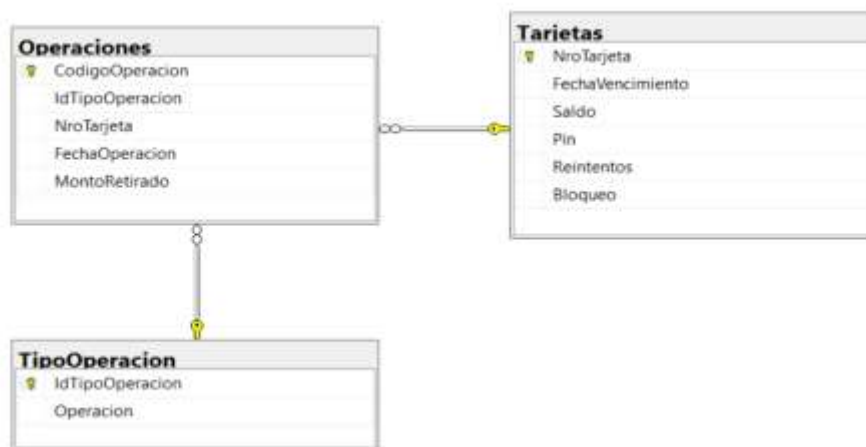 Operaciones
CodigoOperacion
IdTipoOperacion
NroTarjeta
FechaOperacion
MontoRetirado
Tarjetas
NroTarjeta
FechaVencimiento
Saldo
Pin
Reintentos
Bloqueo
TipoOperacion
IdTipoOperacion
Operacion